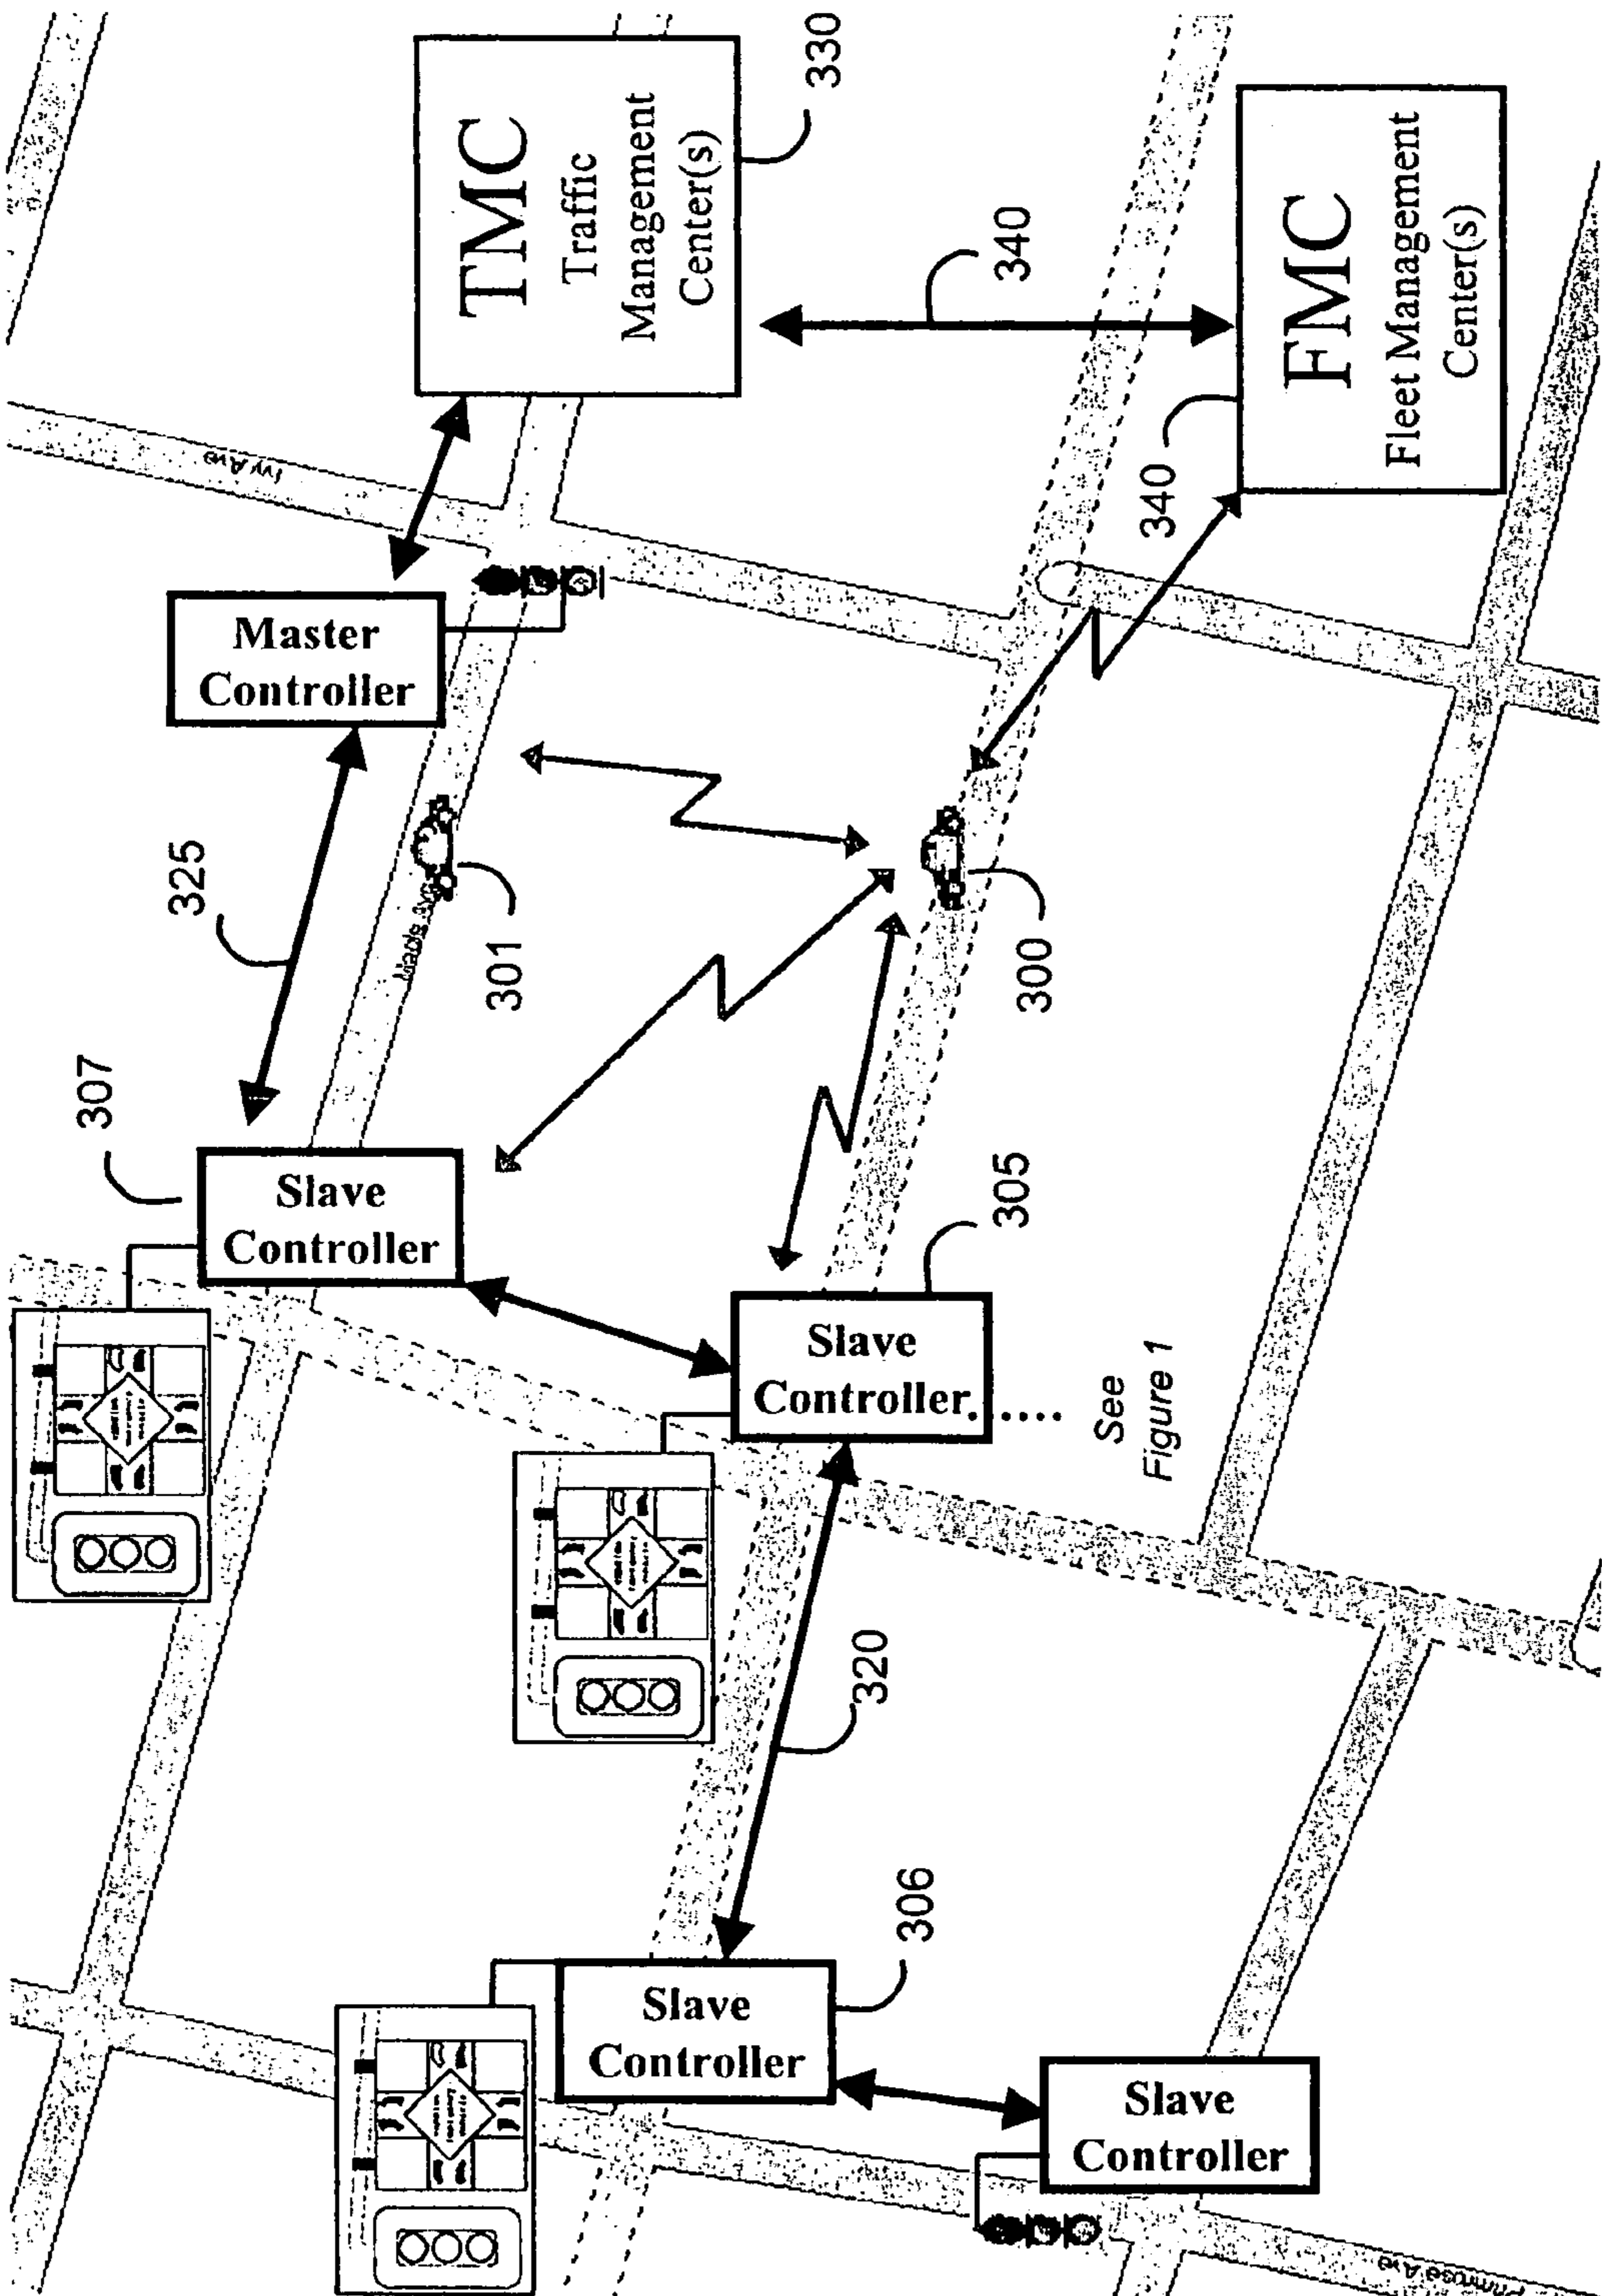 TMC
Traffic
Management
Center(s)
330
340
FMC
Fleet Management
Center(s)
340
Ivy Ave
Master
Controller
325
301
300
307
Slave
Controller
Slave
Controller
305
See
Figure 1
320
306
Slave
Controller
Slave
Controller
Primrose Ave